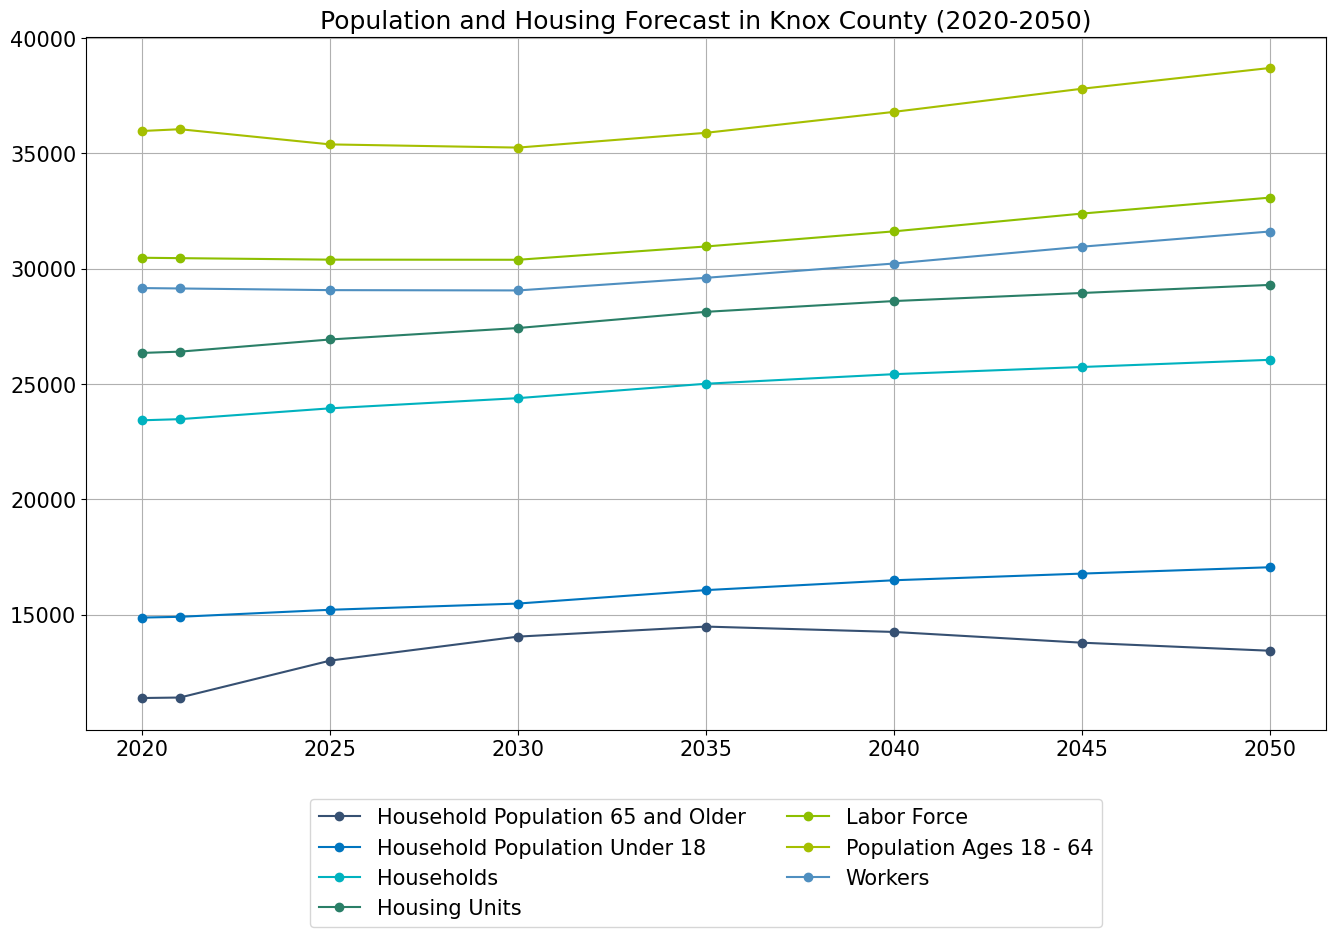 Population and Housing Forecast in Knox County (2020-2050)
40000
35000
30000
25000
20000
15000
2020 2025 2030 2035 2040 2045 2050
Household Population 65 and Older
Household Population Under 18
Households
Housing Units
Labor Force
Population Ages 18 - 64
Workers